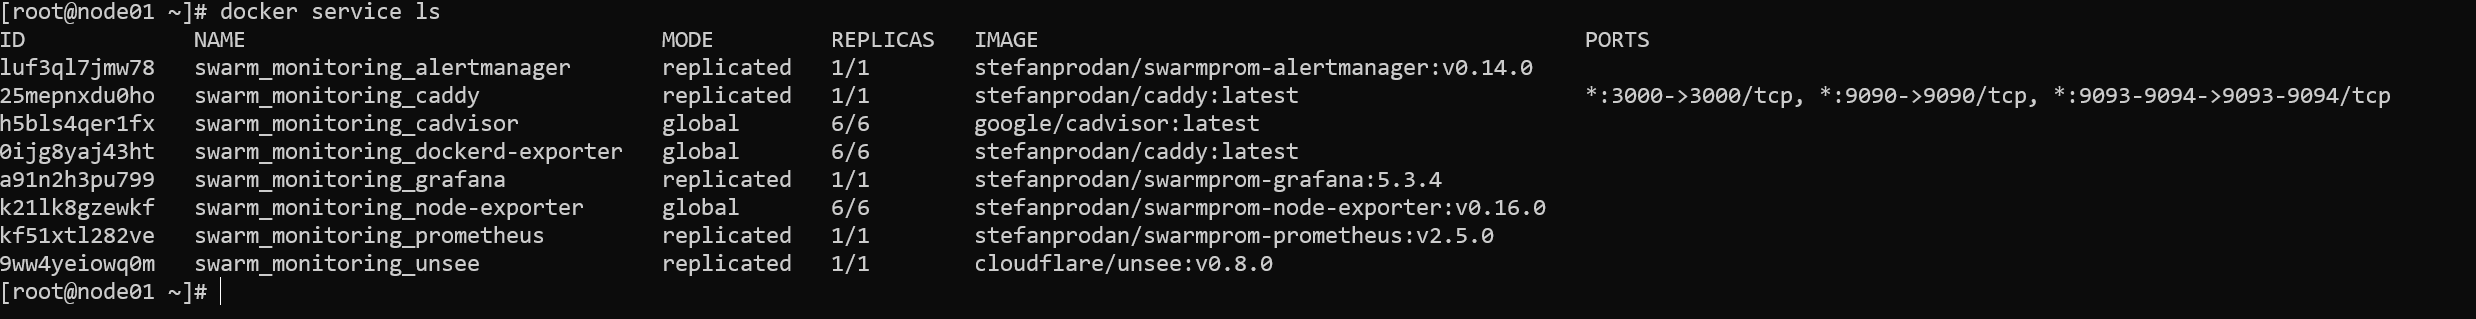 [root@node01 ~]# docker service ls
ID NAME MODE REPLICAS IMAGE PORTS
luf3ql7jmw78 swarm_monitoring_alertmanager replicated 1/1 stefanprodan/swarmprom-alertmanager:v0.14.0
25mepnxdu0ho swarm_monitoring_caddy replicated 1/1 stefanprodan/caddy:latest *:3000->3000/tcp, *:9090->9090/tcp, *:9093-9094->9093-9094/tcp
h5bls4qer1fx swarm_monitoring_cadvisor global 6/6 google/cadvisor:latest
0ijg8yaj43ht swarm_monitoring_dockerd-exporter global 6/6 stefanprodan/caddy:latest
a91n2h3pu799 swarm_monitoring_grafana replicated 1/1 stefanprodan/swarmprom-grafana:5.3.4
k21lk8gzewkf swarm_monitoring_node-exporter global 6/6 stefanprodan/swarmprom-node-exporter:v0.16.0
kf51xtl282ve swarm_monitoring_prometheus replicated 1/1 stefanprodan/swarmprom-prometheus:v2.5.0
9ww4yeiowq0m swarm_monitoring_unsee replicated 1/1 cloudflare/unsee:v0.8.0
[root@node01 ~]#